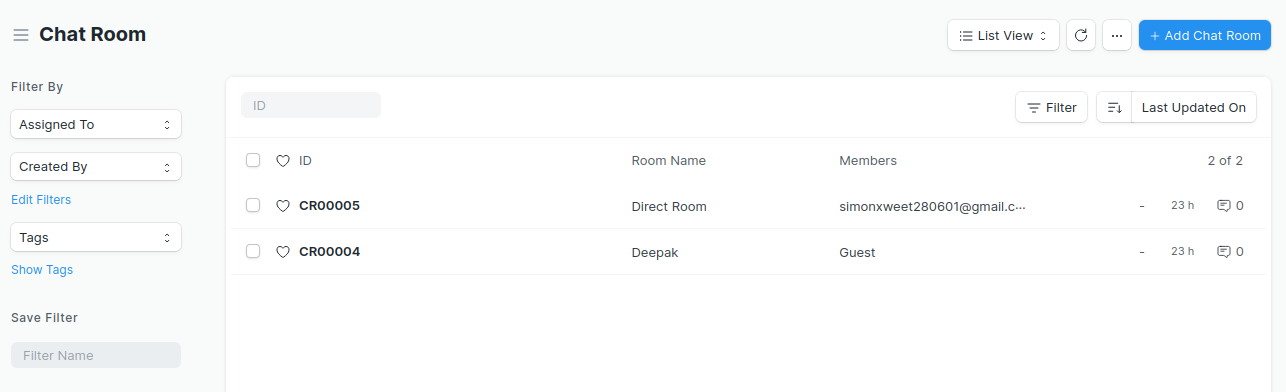 Chat Room
List View
...
+ Add Chat Room
Filter By
Assigned To
Created By
Edit Filters
Tags
Show Tags
Save Filter
Filter Name
ID
Filter
Last Updated On
ID Room Name Members 2 of 2
CR00005 Direct Room simonxweet280601@gmail.c... - 23 h 0
CR00004 Deepak Guest - 23 h 0